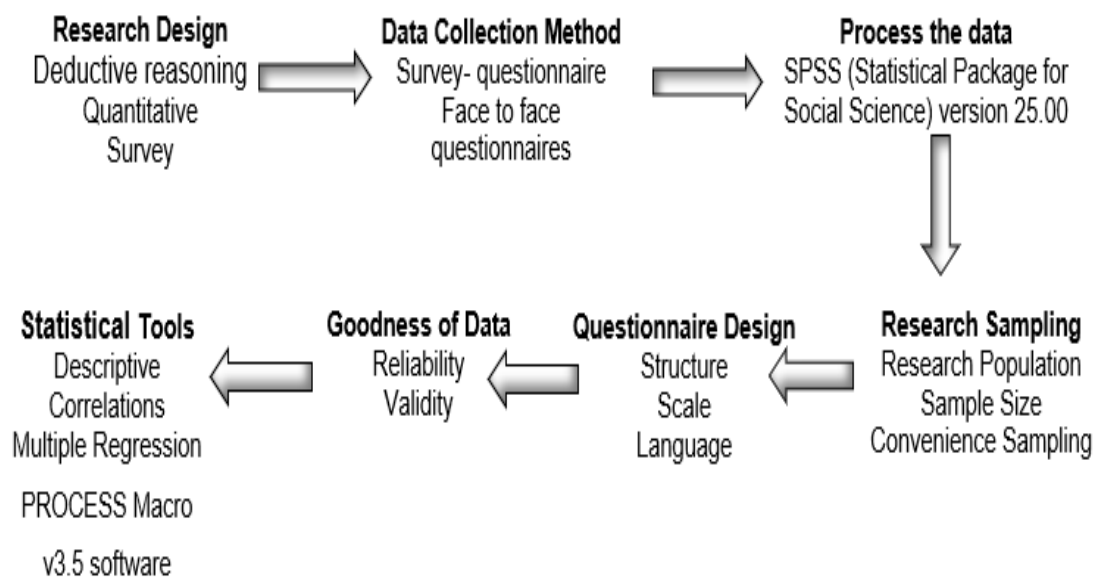 Research Design
Deductive reasoning
Quantitative
Survey
Data Collection Method
Survey- questionnaire
Face to face
questionnaires
Process the data
SPSS (Statistical Package for
Social Science) version 25.00
Research Sampling
Research Population
Sample Size
Convenience Sampling
Questionnaire Design
Structure
Scale
Language
Goodness of Data
Reliability
Validity
Statistical Tools
Descriptive
Correlations
Multiple Regression
PROCESS Macro
v3.5 software